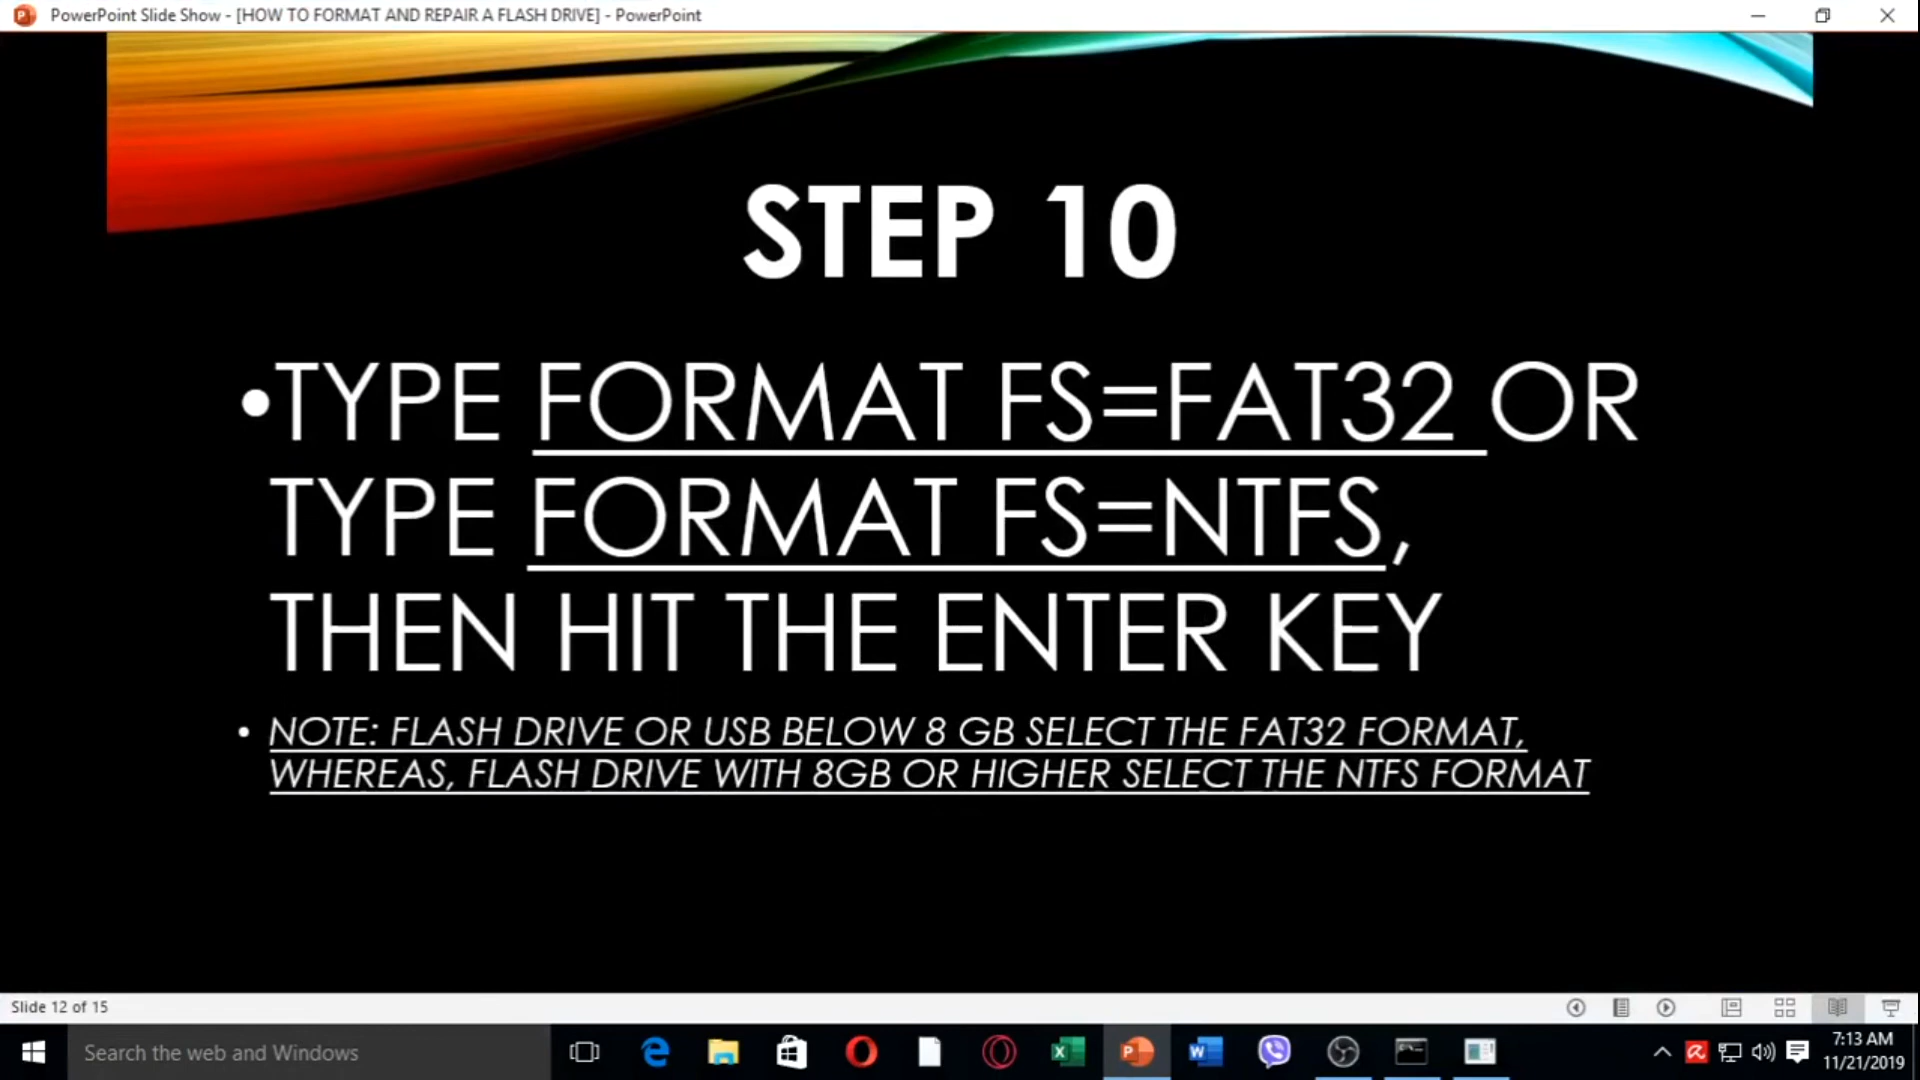 PowerPoint Slide Show - [HOW TO FORMAT AND REPAIR A FLASH DRIVE] - PowerPoint
STEP 10
•TYPE FORMAT FS=FAT32 OR
TYPE FORMAT FS=NTFS,
THEN HIT THE ENTER KEY
• NOTE: FLASH DRIVE OR USB BELOW 8 GB SELECT THE FAT32 FORMAT,
WHEREAS, FLASH DRIVE WITH 8GB OR HIGHER SELECT THE NTFS FORMAT
Slide 12 of 15
Search the web and Windows
7:13 AM
11/21/2019